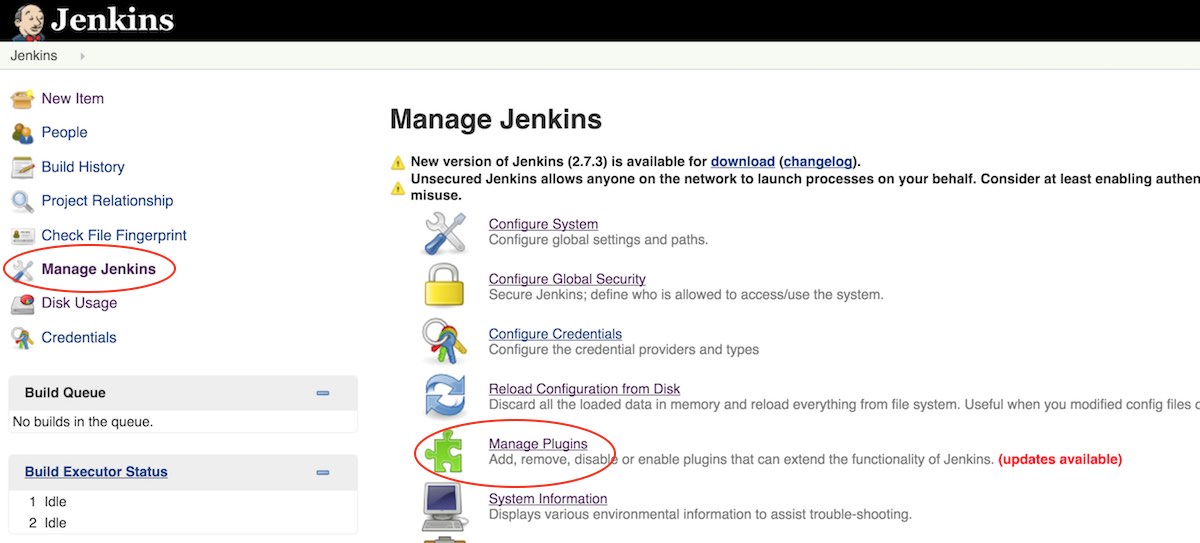 Jenkins
Jenkins
New Item
People
Build History
Project Relationship
Check File Fingerprint
Manage Jenkins
Disk Usage
Credentials
Build Queue
No builds in the queue.
Build Executor Status
1 Idle
2 Idle
Manage Jenkins
New version of Jenkins (2.7.3) is available for download (changelog).
Unsecured Jenkins allows anyone on the network to launch processes on your behalf. Consider at least enabling authen
misuse.
Configure System
Configure global settings and paths.
Configure Global Security
Secure Jenkins; define who is allowed to access/use the system.
Configure Credentials
Configure the credential providers and types
Reload Configuration from Disk
Discard all the loaded data in memory and reload everything from file system. Useful when you modified config files
Manage Plugins
Add, remove, disable or enable plugins that can extend the functionality of Jenkins. (updates available)
System Information
Displays various environmental information to assist trouble-shooting.